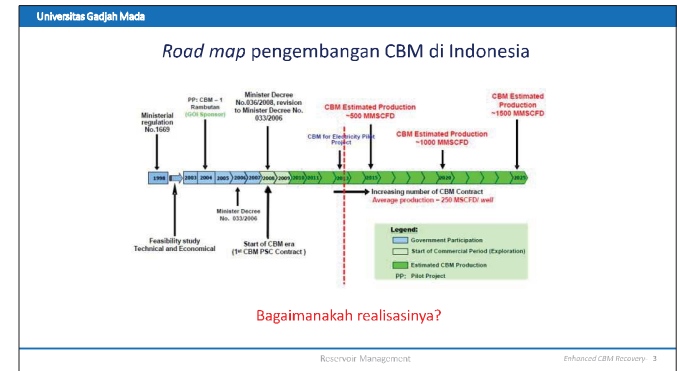 Universitas Gadjah Mada
Road map pengembangan CBM di Indonesia
Ministerial
regulation
No.1669
PP: CBM – 1
Rambutan
(GOI Sponsor)
Minister Decree
No.036/2008, revision
to Minister Decree No.
033/2006
CBM Estimated Production
~500 MMSCFD
CBM for Electricity Pilot
Project
CBM Estimated Production
~1000 MMSCFD
CBM Estimated
Production
~1500 MMSCFD
1998 2003 2004 2005 2006 2007 2008 2009 2010 2011 2013 2015 2020 2025
Increasing number of CBM Contract
Average production ~ 250 MSCFD/ well
Minister Decree
No. 033/2006
Feasibility study
Technical and Economical
Start of CBM era
(1st CBM PSC Contract )
Legend:
Government Participation
Start of Commercial Period (Exploration)
Estimated CBM Production
PP: Pilot Project
Bagaimanakah realisasinya?
Reservoir Management
Enhanced CBM Recovery- 3